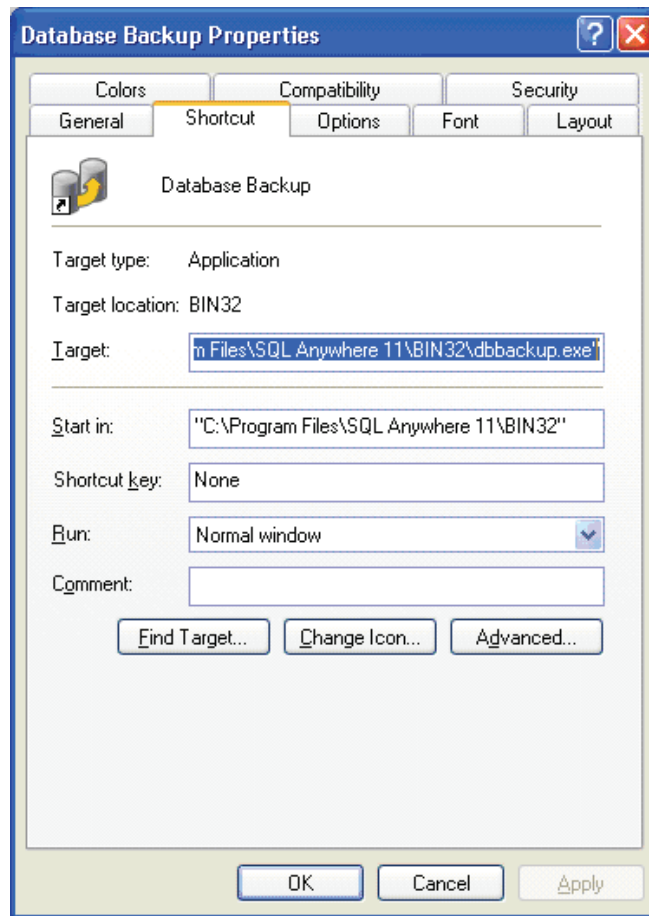 Database Backup Properties
Colors Compatibility Security
General Shortcut Options Font Layout
Database Backup
Target type: Application
Target location: BIN32
Target: m Files\SQL Anywhere 11\BIN32\dbbackup.exe"
Start in: "C:\Program Files\SQL Anywhere 11\BIN32"
Shortcut key: None
Run: Normal window
Comment:
Find Target... Change Icon... Advanced...
OK Cancel Apply